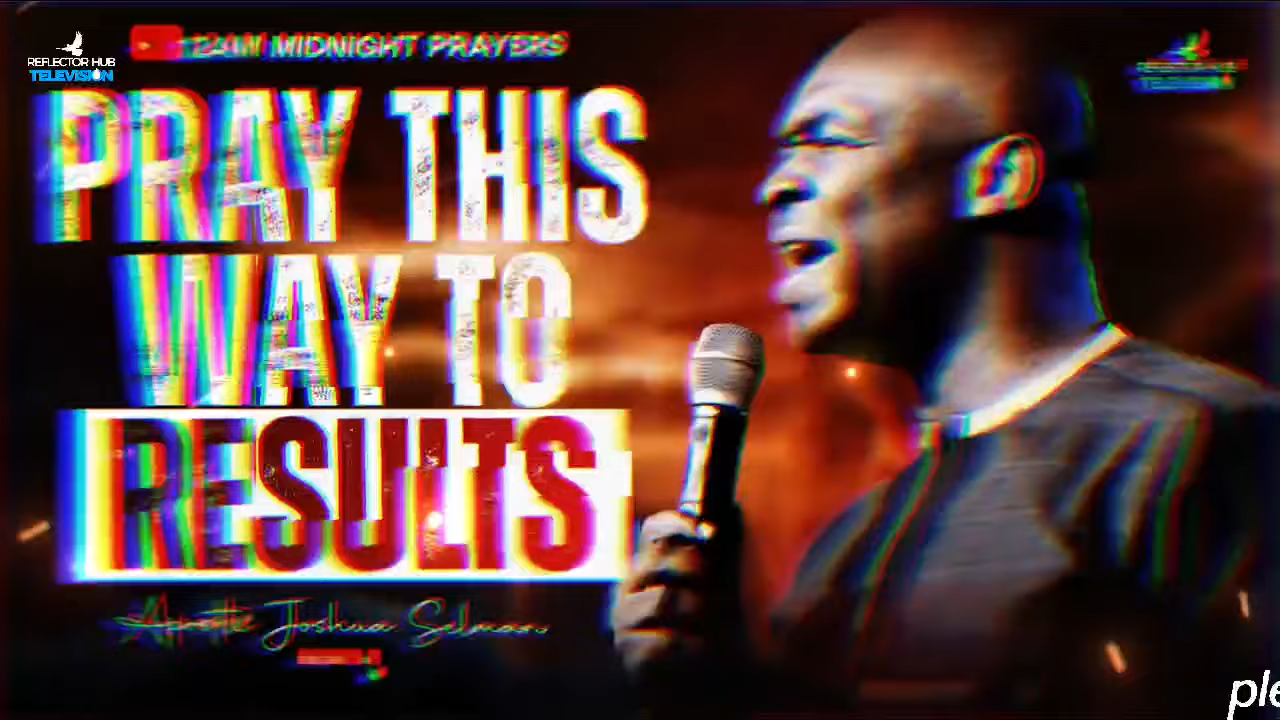 REFLECTOR HUB
TELEVISION
12AM MIDNIGHT PRAYERS
PRAY THIS
WAY TO
RESULTS
Apostle Joshua Selman
ple